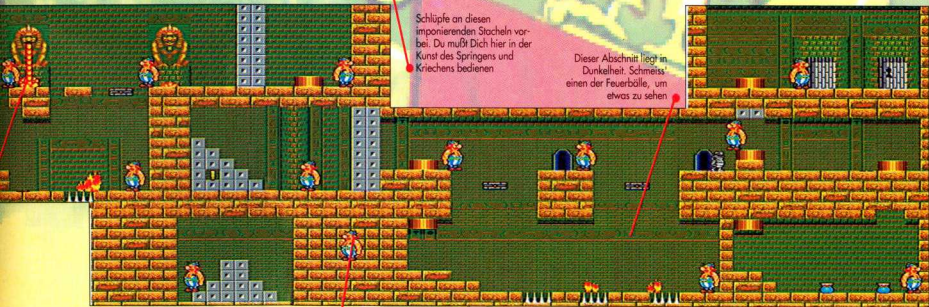 Schlüpfe an diesen
imponierenden Stacheln vor-
bei. Du mußt Dich hier in der
Kunst des Springens und
Kriechens bedienen
Dieser Abschnitt liegt in
Dunkelheit. Schmeiss'
einen der Feuerbälle, um
etwas zu sehen